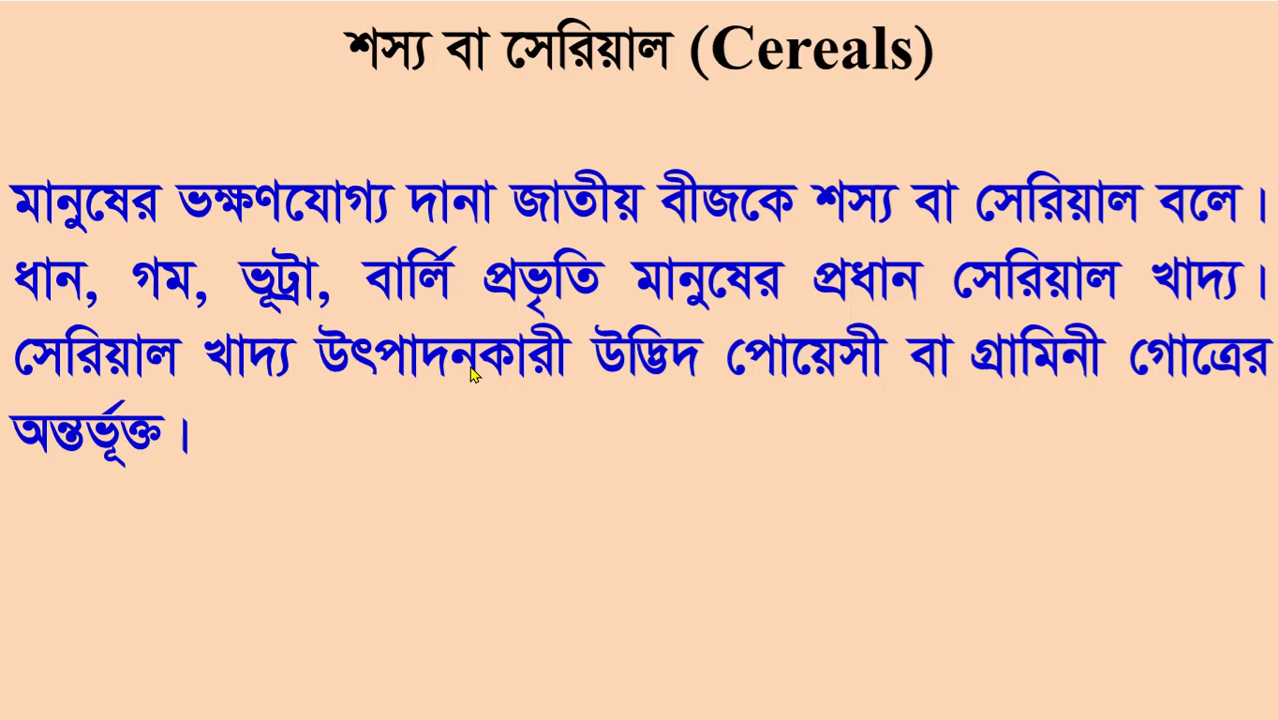 শস্য বা সেরিয়াল (Cereals)
মানুষের ভক্ষণযোগ্য দানা জাতীয় বীজকে শস্য বা সেরিয়াল বলে।
ধান, গম, ভূট্রা, বার্লি প্রভৃতি মানুষের প্রধান সেরিয়াল খাদ্য।
সেরিয়াল খাদ্য উৎপাদনকারী উদ্ভিদ পোয়েসী বা গ্রামিনী গোত্রের
অন্তর্ভূক্ত।